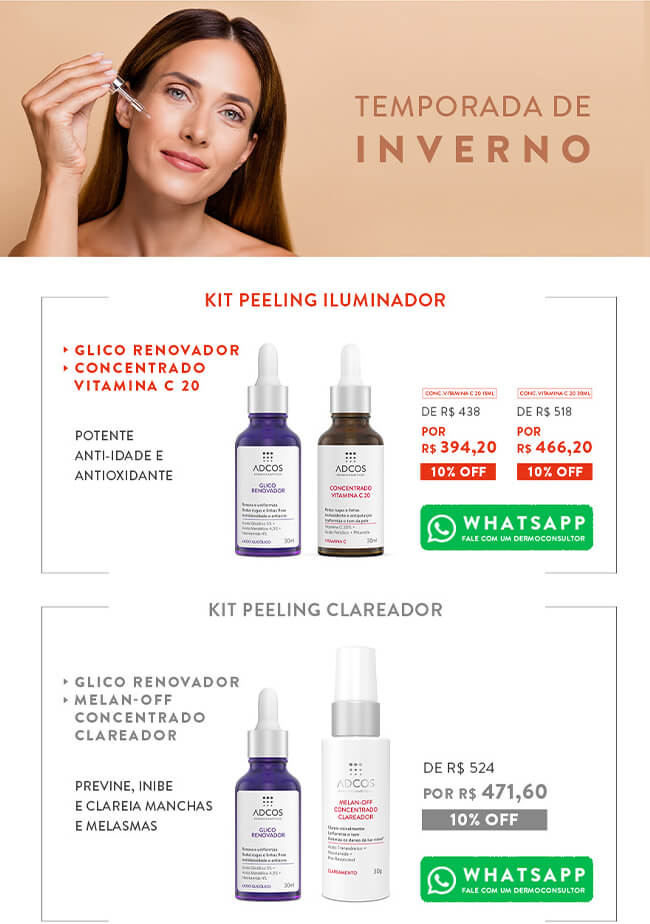 TEMPORADA DE
INVERNO
KIT PEELING ILUMINADOR
GLICO RENOVADOR
CONCENTRADO
VITAMINA C 20
POTENTE
ANTI-IDADE E
ANTIOXIDANTE
ADCOS
GLICO
RENOVADOR
30ml
ADCOS
CONCENTRADO
VITAMINA C 20
VITAMINA C
30ml
CONC. VITAMINA C 20 15ML
DE R$ 438
POR
R$ 394,20
10% OFF
CONC. VITAMINA C 20 30ML
DE R$ 518
POR
R$ 466,20
10% OFF
WHATSAPP
FALE COM UM DERMOCONSULTOR
KIT PEELING CLAREADOR
GLICO RENOVADOR
MELAN-OFF
CONCENTRADO
CLAREADOR
PREVINE, INIBE
E CLAREIA MANCHAS
E MELASMAS
ADCOS
GLICO
RENOVADOR
30ml
ADCOS
MELAN-OFF
CONCENTRADO
CLAREADOR
CLAREAMENTO
30g
DE R$ 524
POR R$ 471,60
10% OFF
WHATSAPP
FALE COM UM DERMOCONSULTOR